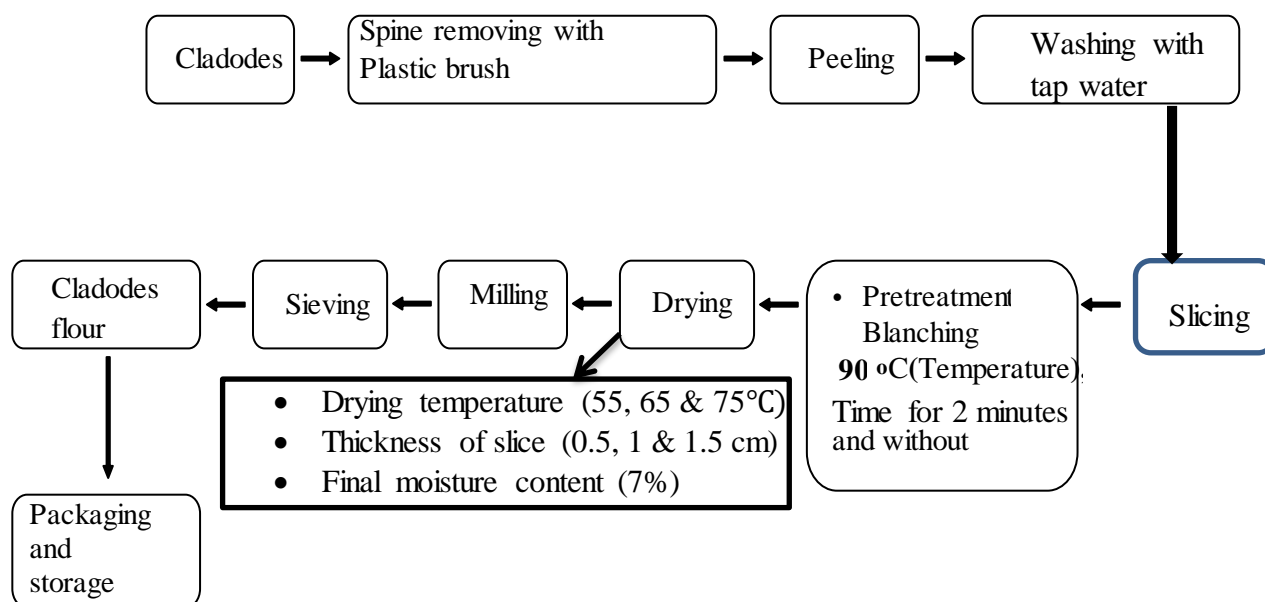 Cladodes
Spine removing with
Plastic brush
Peeling
Washing with
tap water
Slicing
• Pretreatment
Blanching
90 ºC(Temperature),
Time for 2 minutes
and without
Drying
• Drying temperature (55, 65 & 75℃)
• Thickness of slice (0.5, 1 & 1.5 cm)
• Final moisture content (7%)
Milling
Sieving
Cladodes
flour
Packaging
and
storage